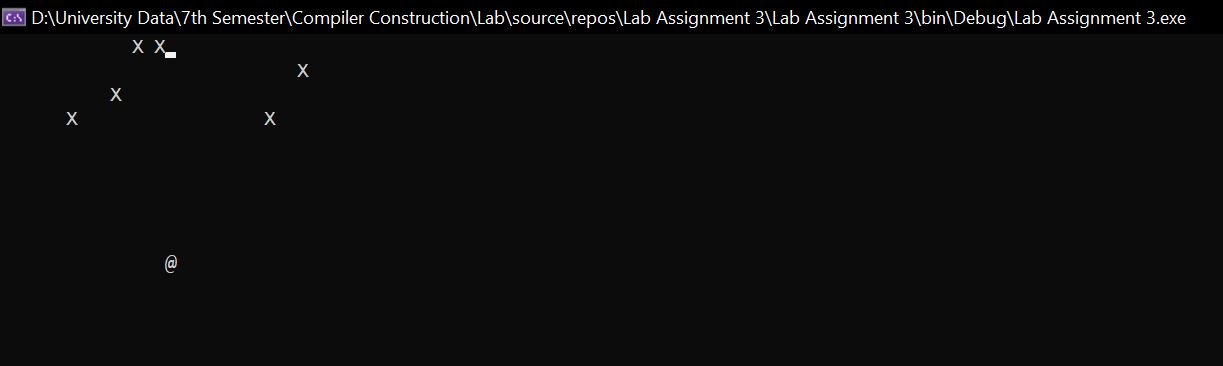 D:\University Data\7th Semester\Compiler Construction\Lab\source\repos\Lab Assignment 3\Lab Assignment 3\bin\Debug\Lab Assignment 3.exe
X X
X
X
X X
@